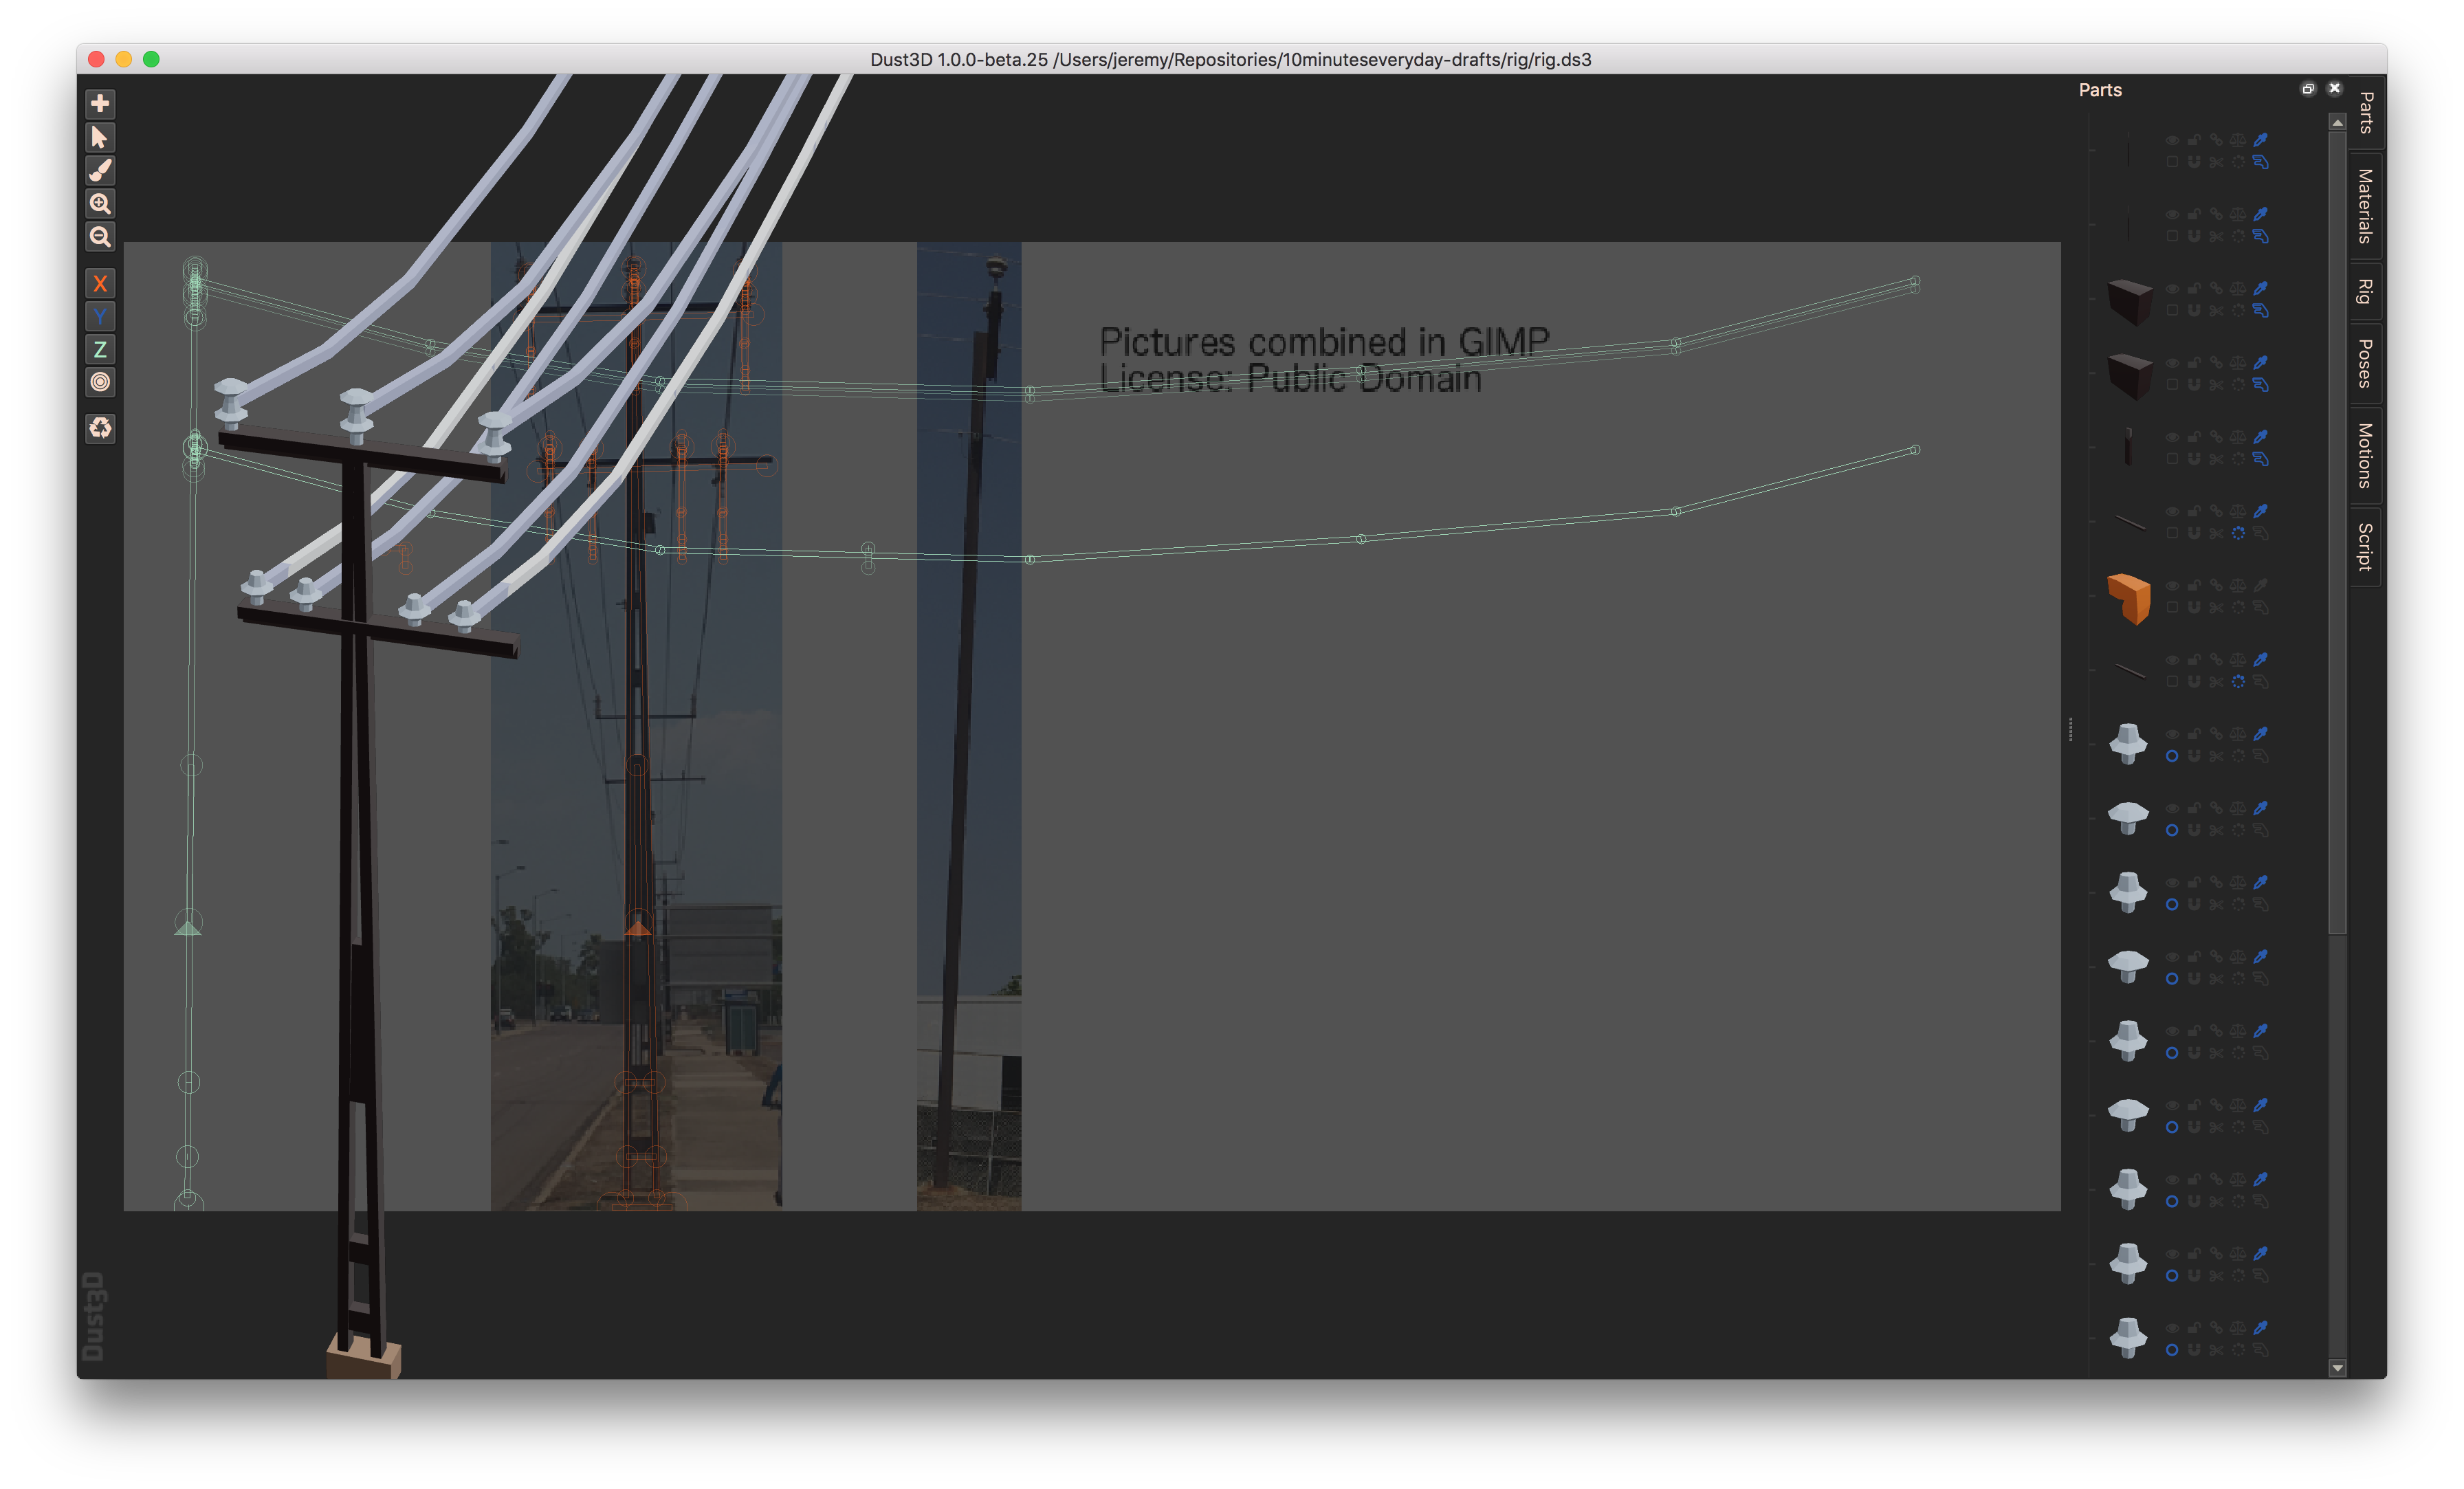 Dust3D 1.0.0-beta.25 /Users/jeremy/Repositories/10minuteseveryday-drafts/rig/rig.ds3
Parts
X
Y
Z
Pictures combined in GIMP
License: Public Domain
Dust3D
Parts
Materials
Rig
Poses
Motions
Script